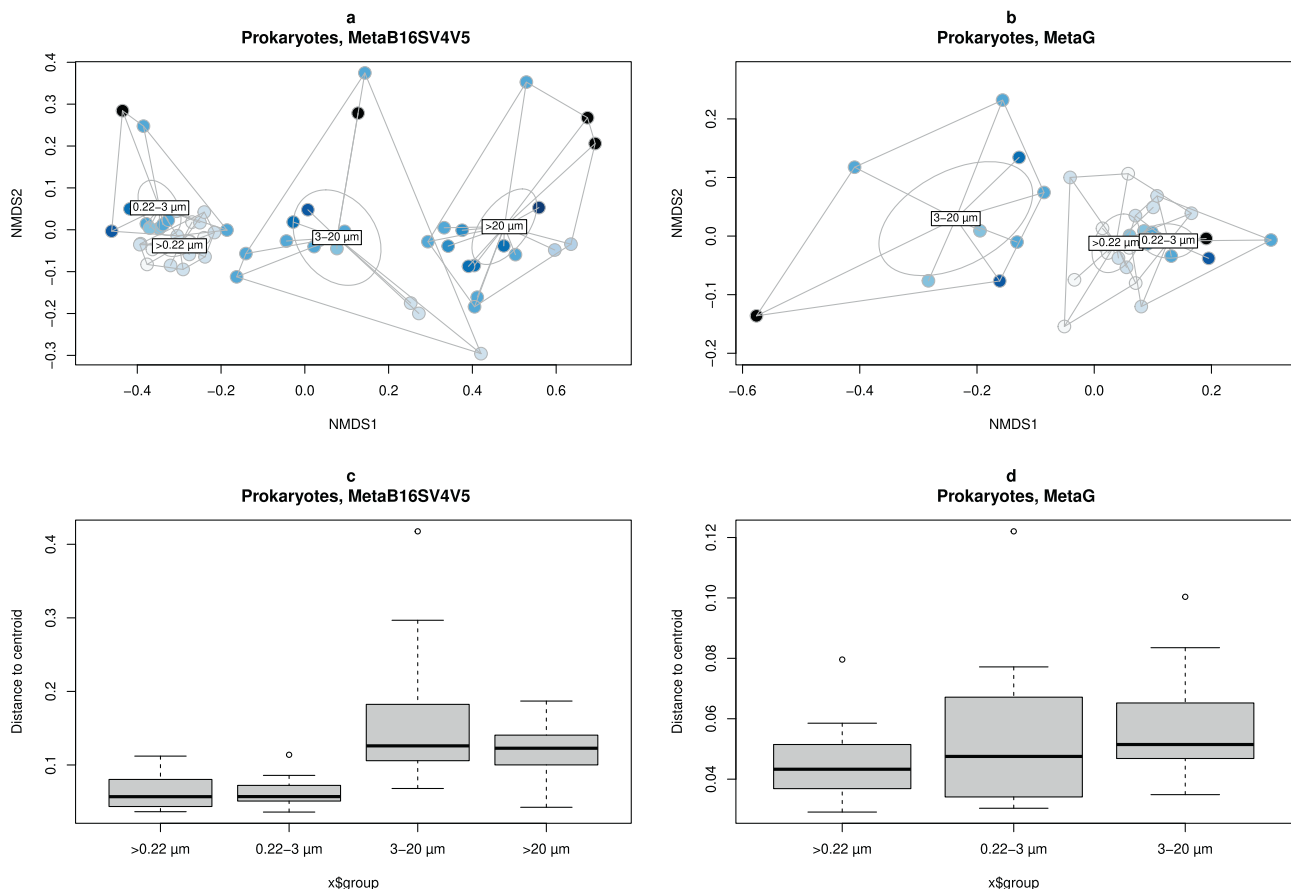 a
Prokaryotes, MetaB16SV4V5
0.4
0.3
0.2
0.1
0.0
−0.1
−0.2
−0.3
NMDS2
0.22−3 µm
>0.22 µm
3−20 µm
>20 µm
−0.4
−0.2
0.0
0.2
0.4
0.6
NMDS1
b
Prokaryotes, MetaG
0.2
0.1
0.0
−0.1
−0.2
NMDS2
3−20 µm
>0.22 µm
0.22−3 µm
−0.6
−0.4
−0.2
0.0
0.2
NMDS1
c
Prokaryotes, MetaB16SV4V5
0.4
0.3
0.2
0.1
Distance to centroid
>0.22 µm
0.22−3 µm
3−20 µm
>20 µm
x$group
d
Prokaryotes, MetaG
0.12
0.10
0.08
0.06
0.04
Distance to centroid
>0.22 µm
0.22−3 µm
3−20 µm
x$group